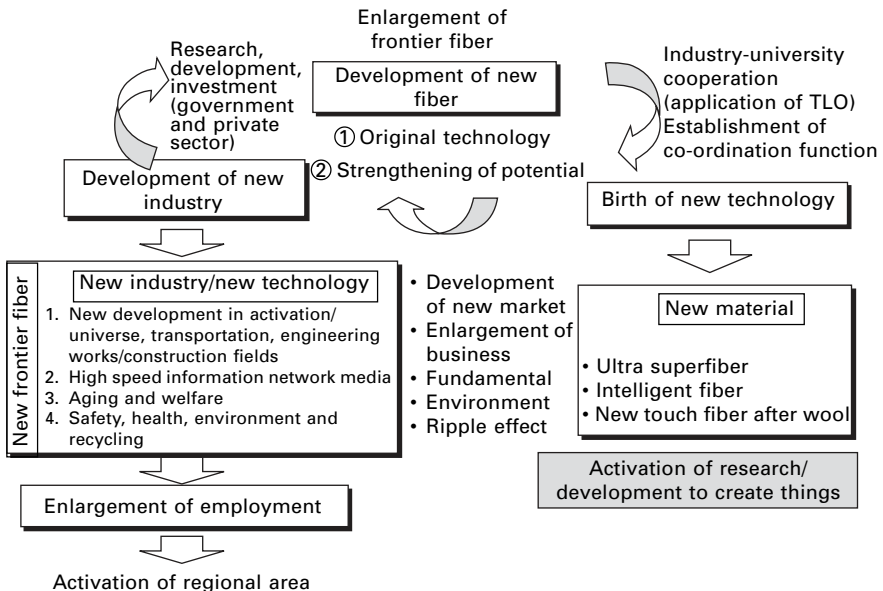 Enlargement of
frontier fiber
Development of new
fiber
① Original technology
② Strengthening of potential
Research,
development,
investment
(government
and private
sector)
Industry-university
cooperation
(application of TLO)
Establishment of
co-ordination function
Development of new
industry
Birth of new technology
New frontier fiber
New industry/new technology
1. New development in activation/
universe, transportation, engineering
works/construction fields
2. High speed information network media
3. Aging and welfare
4. Safety, health, environment and
recycling
• Development
of new market
• Enlargement of
business
• Fundamental
• Environment
• Ripple effect
New material
• Ultra superfiber
• Intelligent fiber
• New touch fiber after wool
Activation of research/
development to create things
Enlargement of employment
Activation of regional area